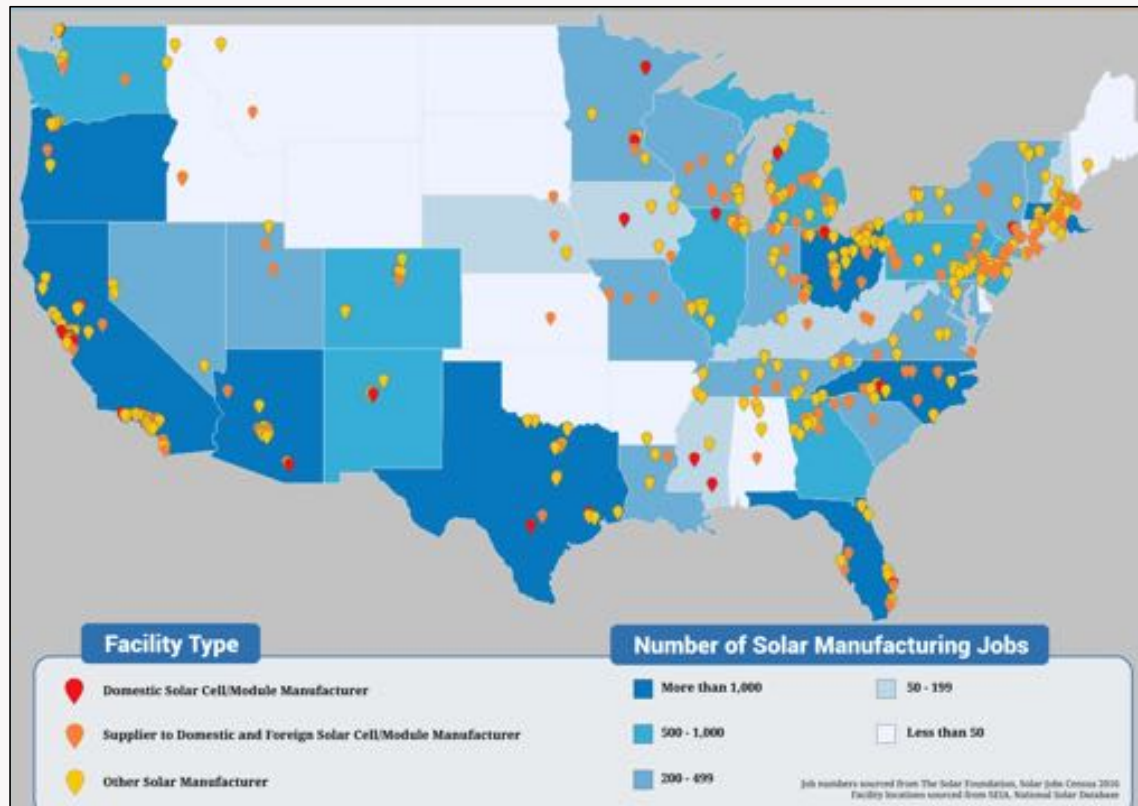 Facility Type
Domestic Solar Cell/Module Manufacturer
Supplier to Domestic and Foreign Solar Cell/Module Manufacturer
Other Solar Manufacturer
Number of Solar Manufacturing Jobs
More than 1,000
500 - 1,000
200 - 499
50 - 199
Less than 50
Job numbers sourced from The Solar Foundation, Solar Jobs Census 2016
Facility locations sourced from SEIA, National Solar Database